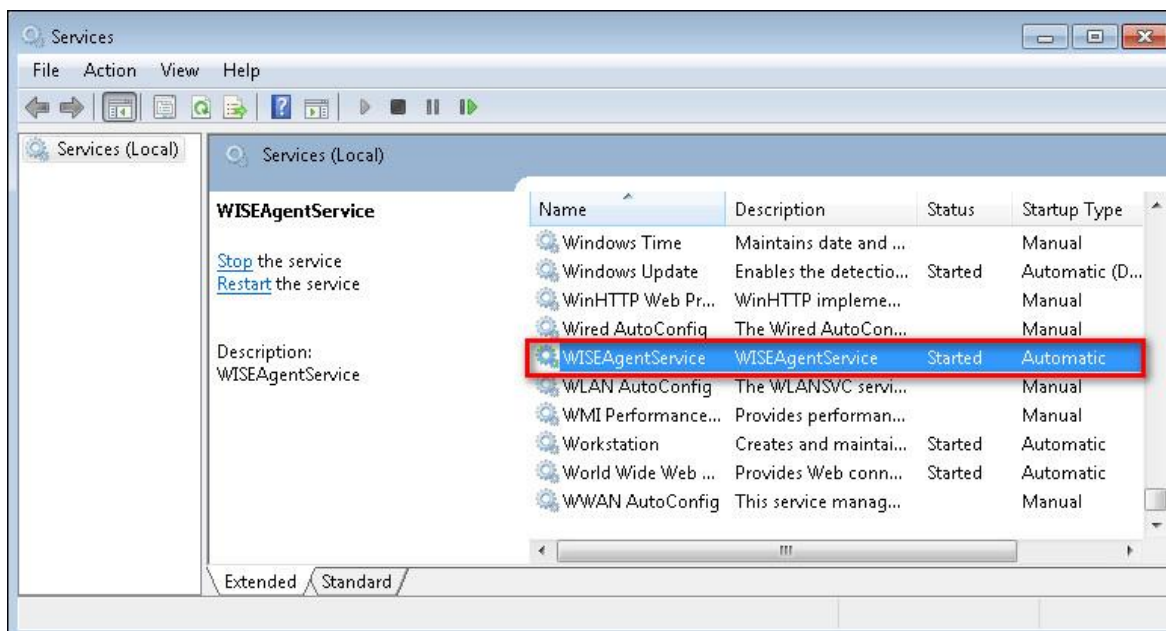 Services
File Action View Help
Services (Local)
Services (Local)
WISEAgentService
Stop the service
Restart the service
Description:
WISEAgentService
Name Description Status Startup Type
Windows Time Maintains date and ... Manual
Windows Update Enables the detectio... Started Automatic (D...
WinHTTP Web Pr... WinHTTP impleme... Manual
Wired AutoConfig The Wired AutoCon... Manual
WISEAgentService WISEAgentService Started Automatic
WLAN AutoConfig The WLANSVC servi... Manual
WMI Performance... Provides performan... Manual
Workstation Creates and maintai... Started Automatic
World Wide Web ... Provides Web conn... Started Automatic
WWAN AutoConfig This service manag... Manual
Extended Standard